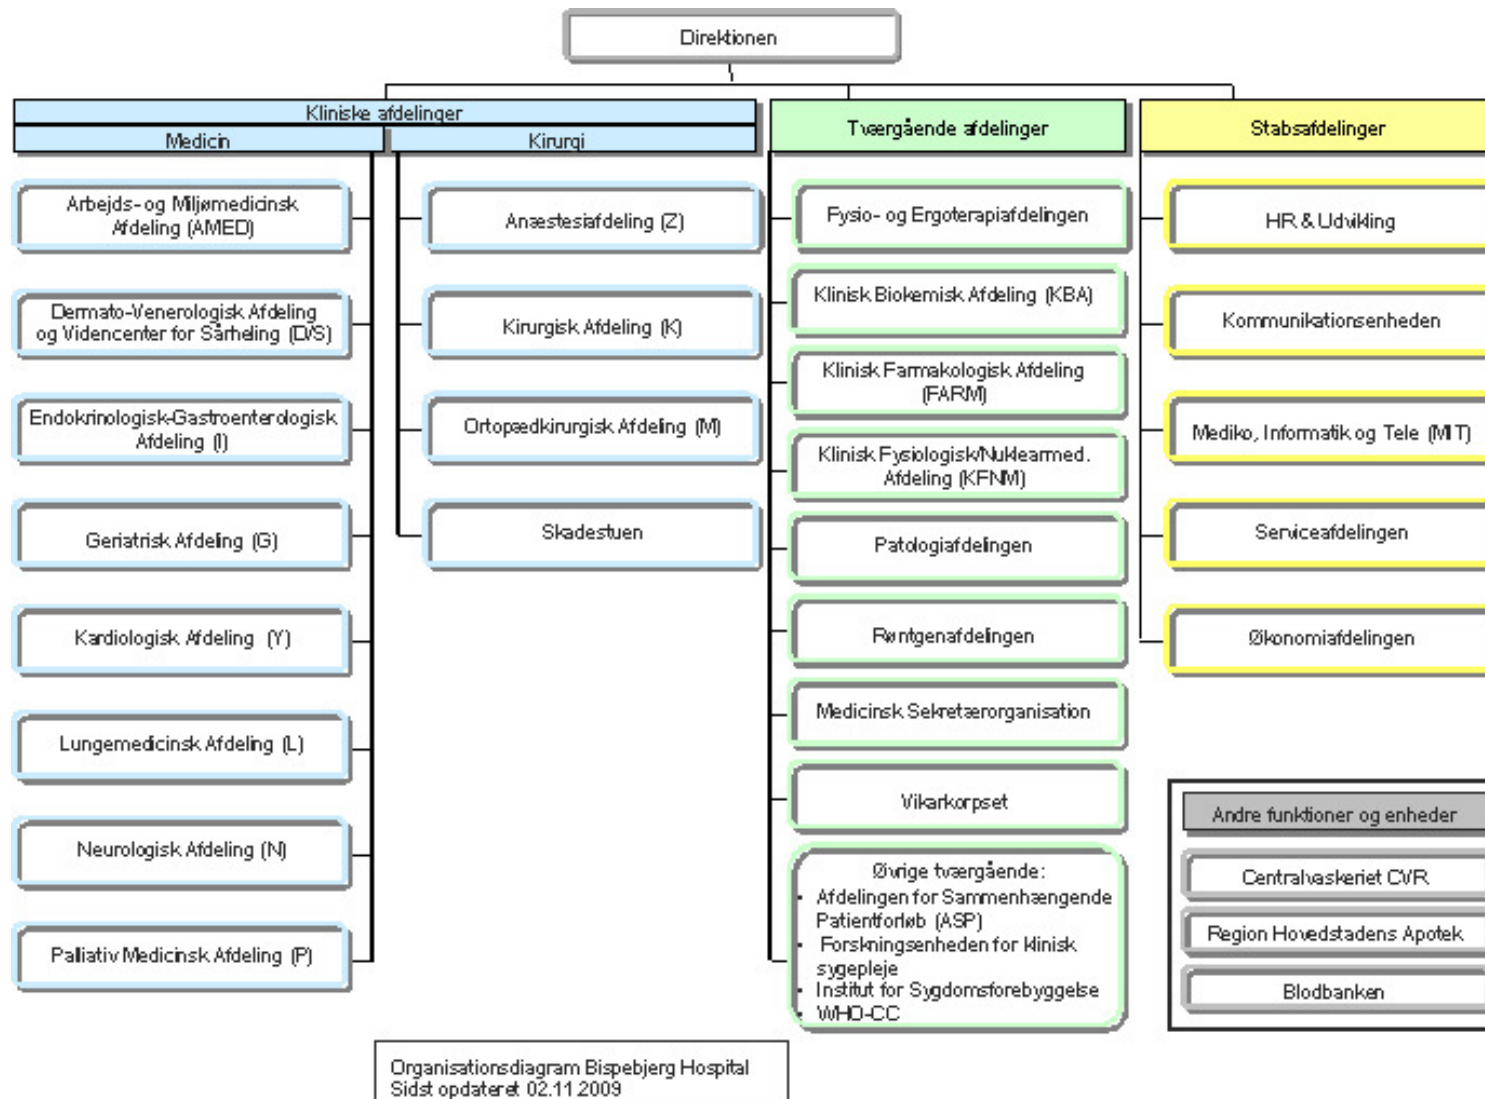 Direktionen
Kliniske afdelinger
Medicin
Kirurgi
Tværgående afdelinger
Stabsafdelinger
Arbejds- og Miljømedicinsk
Afdeling (AMED)
Dermato-Venerologisk Afdeling
og Videncenter for Sårheling (D/S)
Endokrinologisk-Gastroenterologisk
Afdeling (I)
Geriatrisk Afdeling (G)
Kardiologisk Afdeling (Y)
Lungemedicinsk Afdeling (L)
Neurologisk Afdeling (N)
Palliativ Medicinsk Afdeling (P)
Anæstesiafdeling (Z)
Kirurgisk Afdeling (K)
Ortopædkirurgisk Afdeling (M)
Skadestuen
Fysio- og Ergoterapiafdelingen
Klinisk Biokemisk Afdeling (KBA)
Klinisk Farmakologisk Afdeling
(FARM)
Klinisk Fysiologisk/Nuklearmed.
Afdeling (KFNM)
Patologiafdelingen
Røntgenafdelingen
Medicinsk Sekretærorganisation
Vikarkorpset
Øvrige tværgående:
• Afdelingen for Sammenhængende
Patientforløb (ASP)
• Forskningsenheden for klinisk
sygepleje
• Institut for Sygdomsforebyggelse
• WHO-CC
HR & Udvikling
Kommunikationsenheden
Mediko, Informatik og Tele (MIT)
Serviceafdelingen
Økonomiafdelingen
Andre funktioner og enheder
Centralvaskeriet CVR
Region Hovedstadens Apotek
Blodbanken
Organisationsdiagram Bispebjerg Hospital
Sidst opdateret 02.11.2009